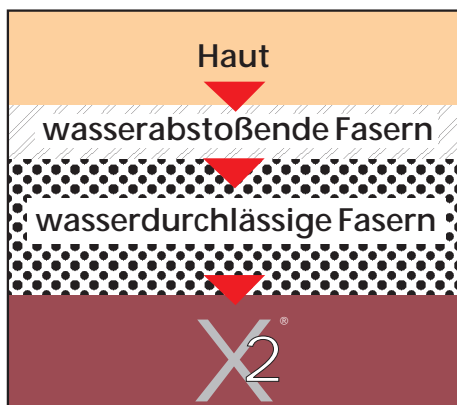 Haut
wasserabstoßende Fasern
wasserdurchlässige Fasern
X2®